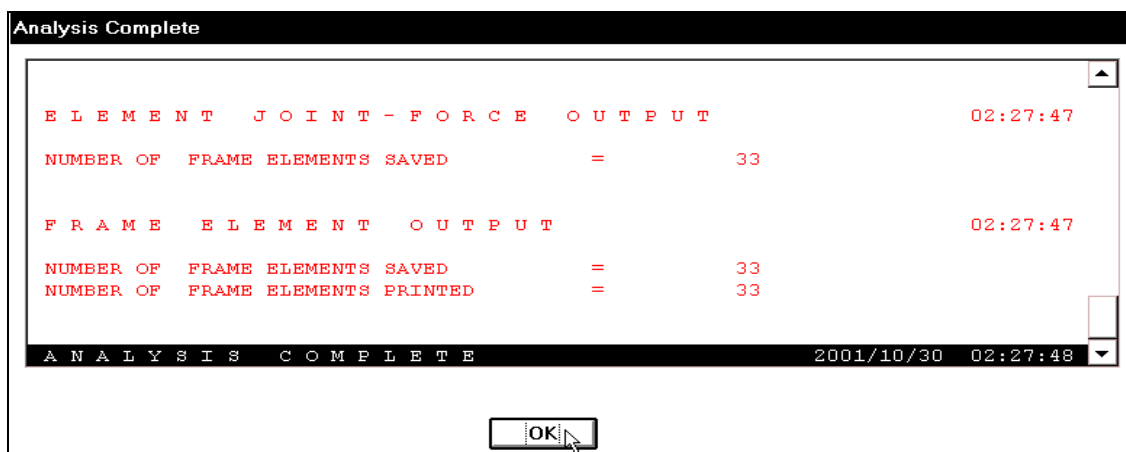 Analysis Complete
E L E M E N T   J O I N T - F O R C E   O U T P U T   02:27:47
NUMBER OF  FRAME ELEMENTS SAVED   =   33
F R A M E   E L E M E N T   O U T P U T   02:27:47
NUMBER OF  FRAME ELEMENTS SAVED   =   33
NUMBER OF  FRAME ELEMENTS PRINTED   =   33
A N A L Y S I S   C O M P L E T E   2001/10/30  02:27:48
OK